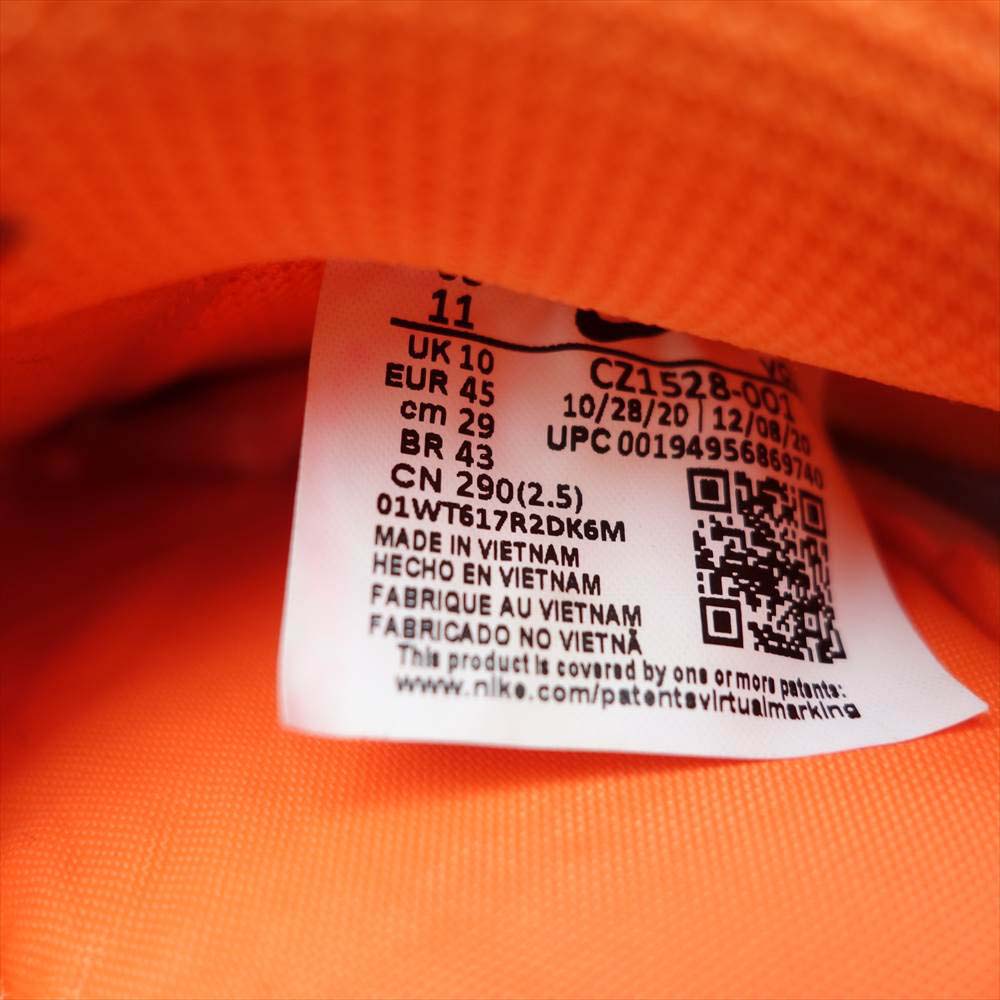 11
UK 10
EUR 45
cm 29
BR 43
CN 290(2.5)
01WT617R2DK6M
MADE IN VIETNAM
HECHO EN VIETNAM
FABRIQUE AU VIETNAM
FABRICADO NO VIETNÃ
CZ1528-001
10/28/20 | 12/08/20
UPC 00194956869740
This product is covered by one or more patents:
www.nike.com/patentsvirtualmarking